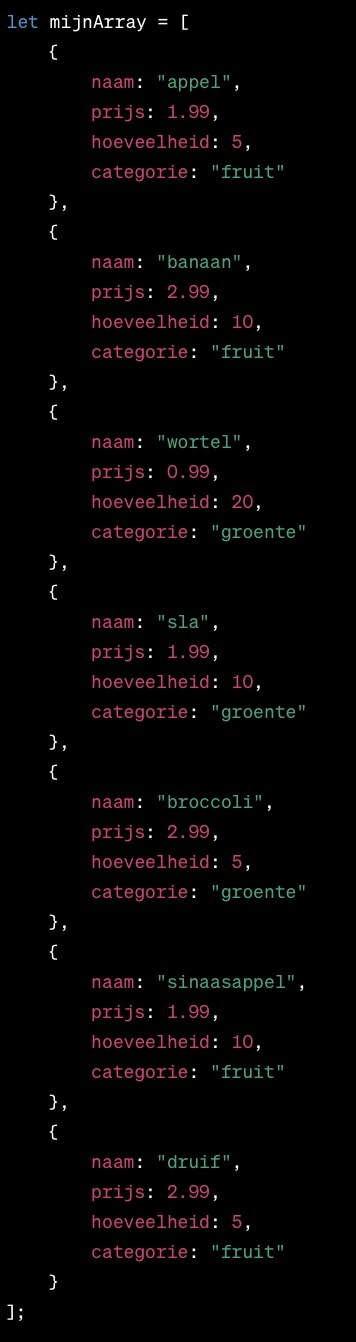 let mijnArray = [
    {
        naam: "appel",
        prijs: 1.99,
        hoeveelheid: 5,
        categorie: "fruit"
    },
    {
        naam: "banaan",
        prijs: 2.99,
        hoeveelheid: 10,
        categorie: "fruit"
    },
    {
        naam: "wortel",
        prijs: 0.99,
        hoeveelheid: 20,
        categorie: "groente"
    },
    {
        naam: "sla",
        prijs: 1.99,
        hoeveelheid: 10,
        categorie: "groente"
    },
    {
        naam: "broccoli",
        prijs: 2.99,
        hoeveelheid: 5,
        categorie: "groente"
    },
    {
        naam: "sinaasappel",
        prijs: 1.99,
        hoeveelheid: 10,
        categorie: "fruit"
    },
    {
        naam: "druif",
        prijs: 2.99,
        hoeveelheid: 5,
        categorie: "fruit"
    }
];